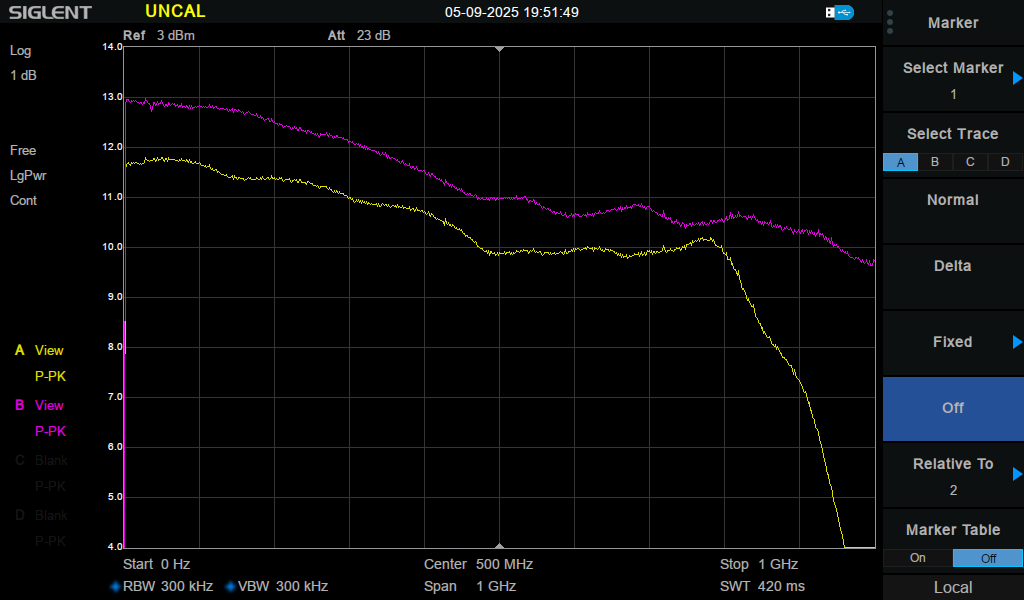 SIGLENT UNCAL 05-09-2025 19:51:49
Ref 3 dBm Att 23 dB
Log
1 dB
Free
LgPwr
Cont
A View
P-PK
B View
P-PK
C Blank
P-PK
D Blank
P-PK
14.0
13.0
12.0
11.0
10.0
9.0
8.0
7.0
6.0
5.0
4.0
Start 0 Hz Center 500 MHz Stop 1 GHz
RBW 300 kHz VBW 300 kHz Span 1 GHz SWT 420 ms
Marker
Select Marker
1
Select Trace
A B C D
Normal
Delta
Fixed
Off
Relative To
2
Marker Table
On Off
Local